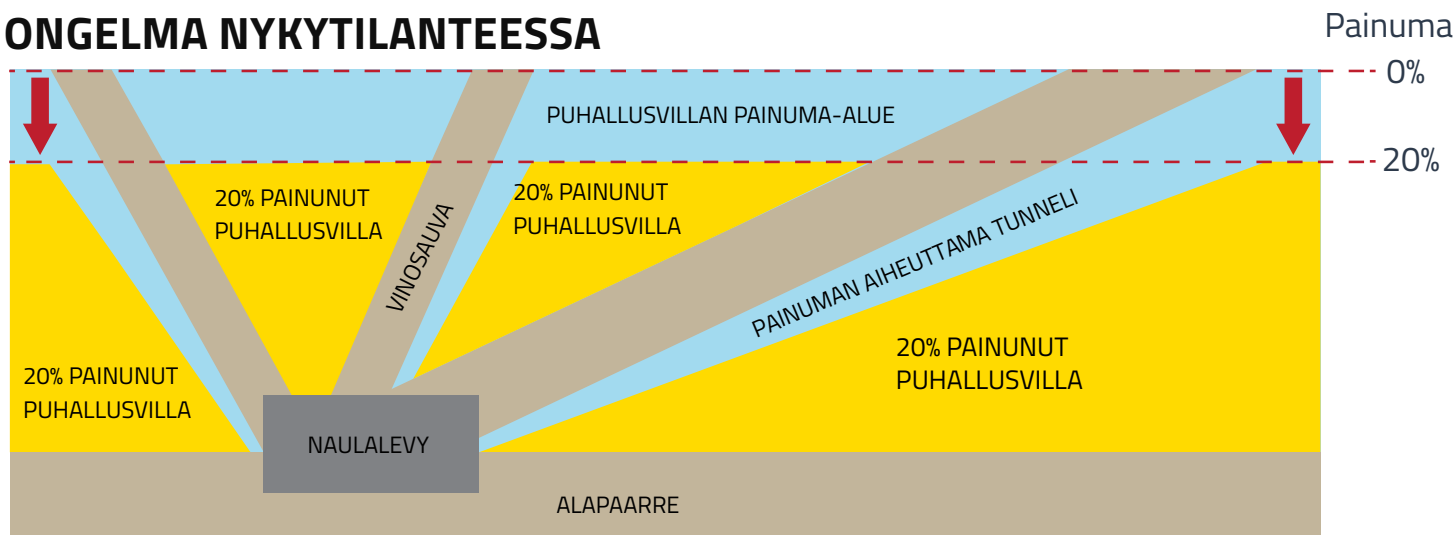 ONGELMA NYKYTILANTEESSA
Painuma
0%
PUHALLUSVILLAN PAINUMA-ALUE
20%
20% PAINUNUT
PUHALLUSVILLA
VINOSAUVA
20% PAINUNUT
PUHALLUSVILLA
PAINUMAN AIHEUTTAMA TUNNELI
20% PAINUNUT
PUHALLUSVILLA
20% PAINUNUT
PUHALLUSVILLA
NAULALEVY
ALAPAARRE